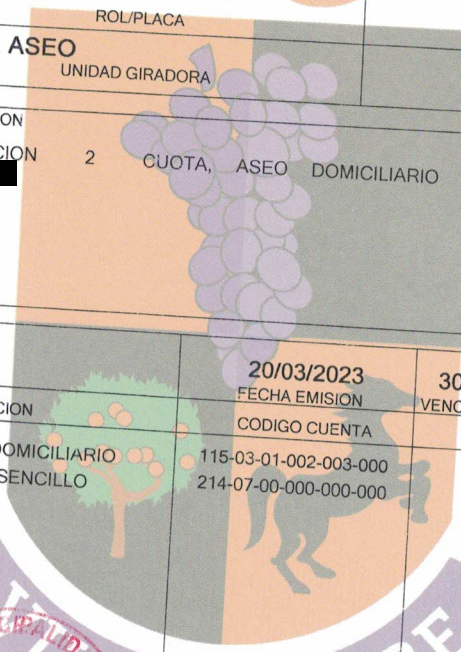 ROL/PLACA
ASEO
UNIDAD GIRADORA
ON
CION 2 CUOTA, ASEO DOMICILIARIO
20/03/2023
30
FECHA EMISION
VENC
CION
CODIGO CUENTA
DOMICILIARIO 115-03-01-002-003-000
SENCILLO 214-07-00-000-000-000